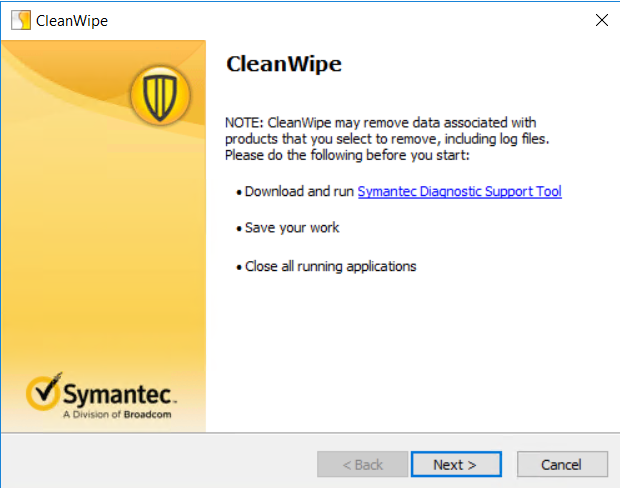 CleanWipe
CleanWipe
NOTE: CleanWipe may remove data associated with
products that you select to remove, including log files.
Please do the following before you start:
• Download and run Symantec Diagnostic Support Tool
• Save your work
• Close all running applications
Symantec™
A Division of Broadcom
< Back Next > Cancel